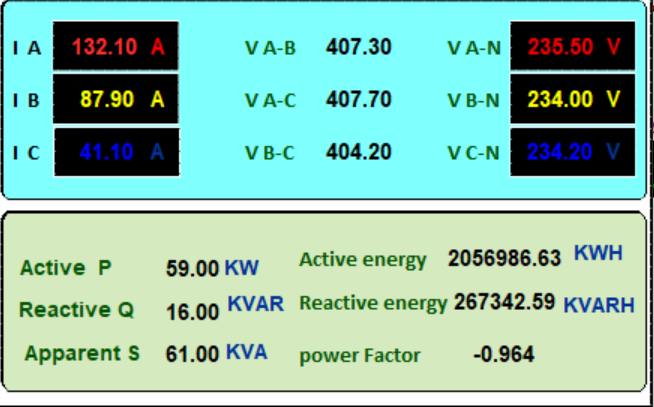 I A 132.10 A V A-B 407.30 V A-N 235.50 V
I B 87.90 A V A-C 407.70 V B-N 234.00 V
I C 41.10 A V B-C 404.20 V C-N 234.20 V
Active P 59.00 KW Active energy 2056986.63 KWH
Reactive Q 16.00 KVAR Reactive energy 267342.59 KVARH
Apparent S 61.00 KVA power Factor -0.964